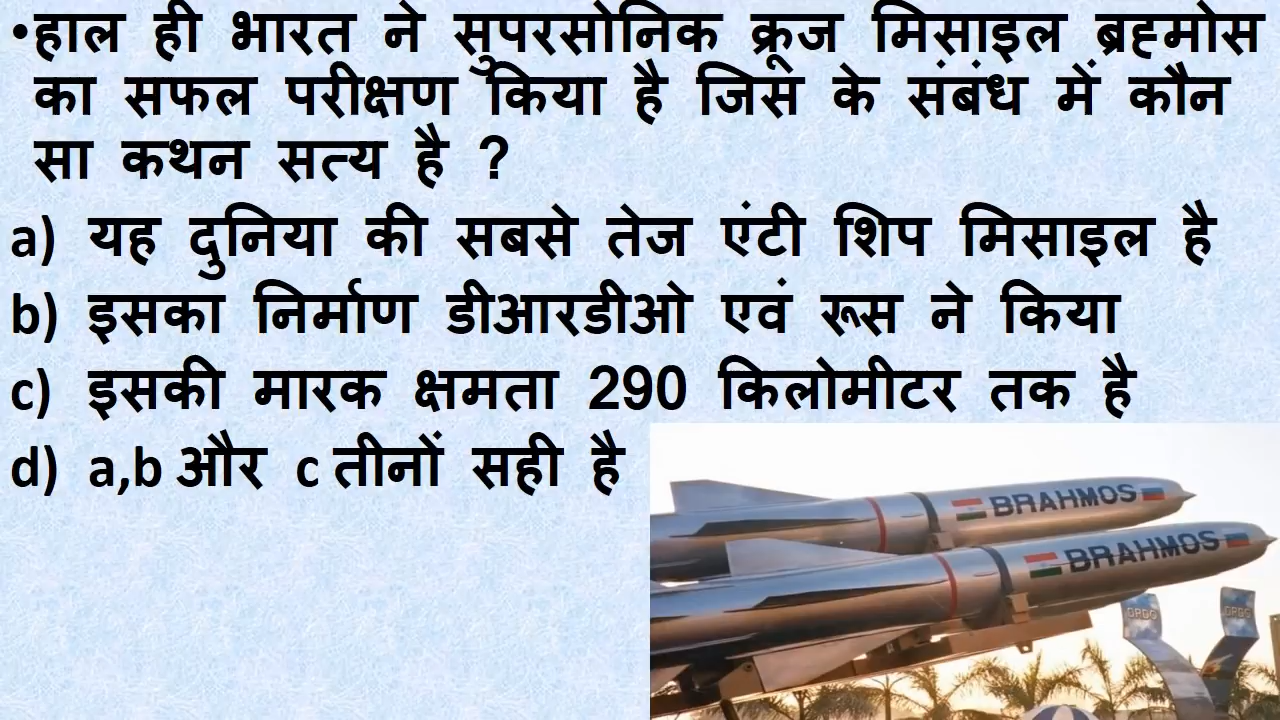 •हाल ही भारत ने सुपरसोनिक क्रूज मिसाइल ब्रह्मोस
का सफल परीक्षण किया है जिस के संबंध में कौन
सा कथन सत्य है ?
a) यह दुनिया की सबसे तेज एंटी शिप मिसाइल है
b) इसका निर्माण डीआरडीओ एवं रूस ने किया
c) इसकी मारक क्षमता 290 किलोमीटर तक है
d) a,b और c तीनों सही है
BRAHMOS
BRAHMOS